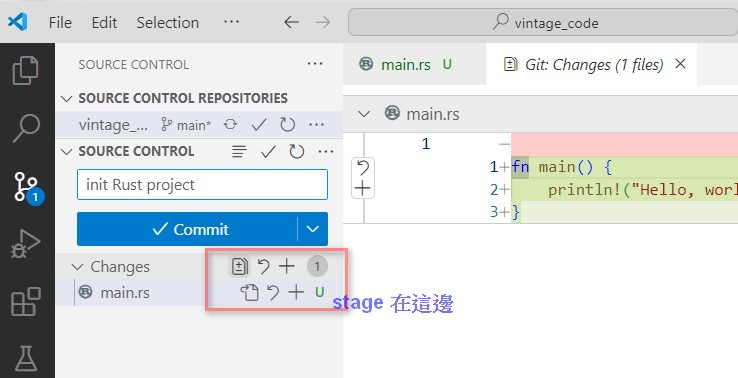 File Edit Selection ... vintage_code
SOURCE CONTROL ...
main.rs U Git: Changes (1 files)
SOURCE CONTROL REPOSITORIES
vintage_... main* ...
main.rs
SOURCE CONTROL ...
1
init Rust project
1 fn main() {
2 println!("Hello, worl
3 }
Commit
1
Changes 1
main.rs U
stage 在這邊